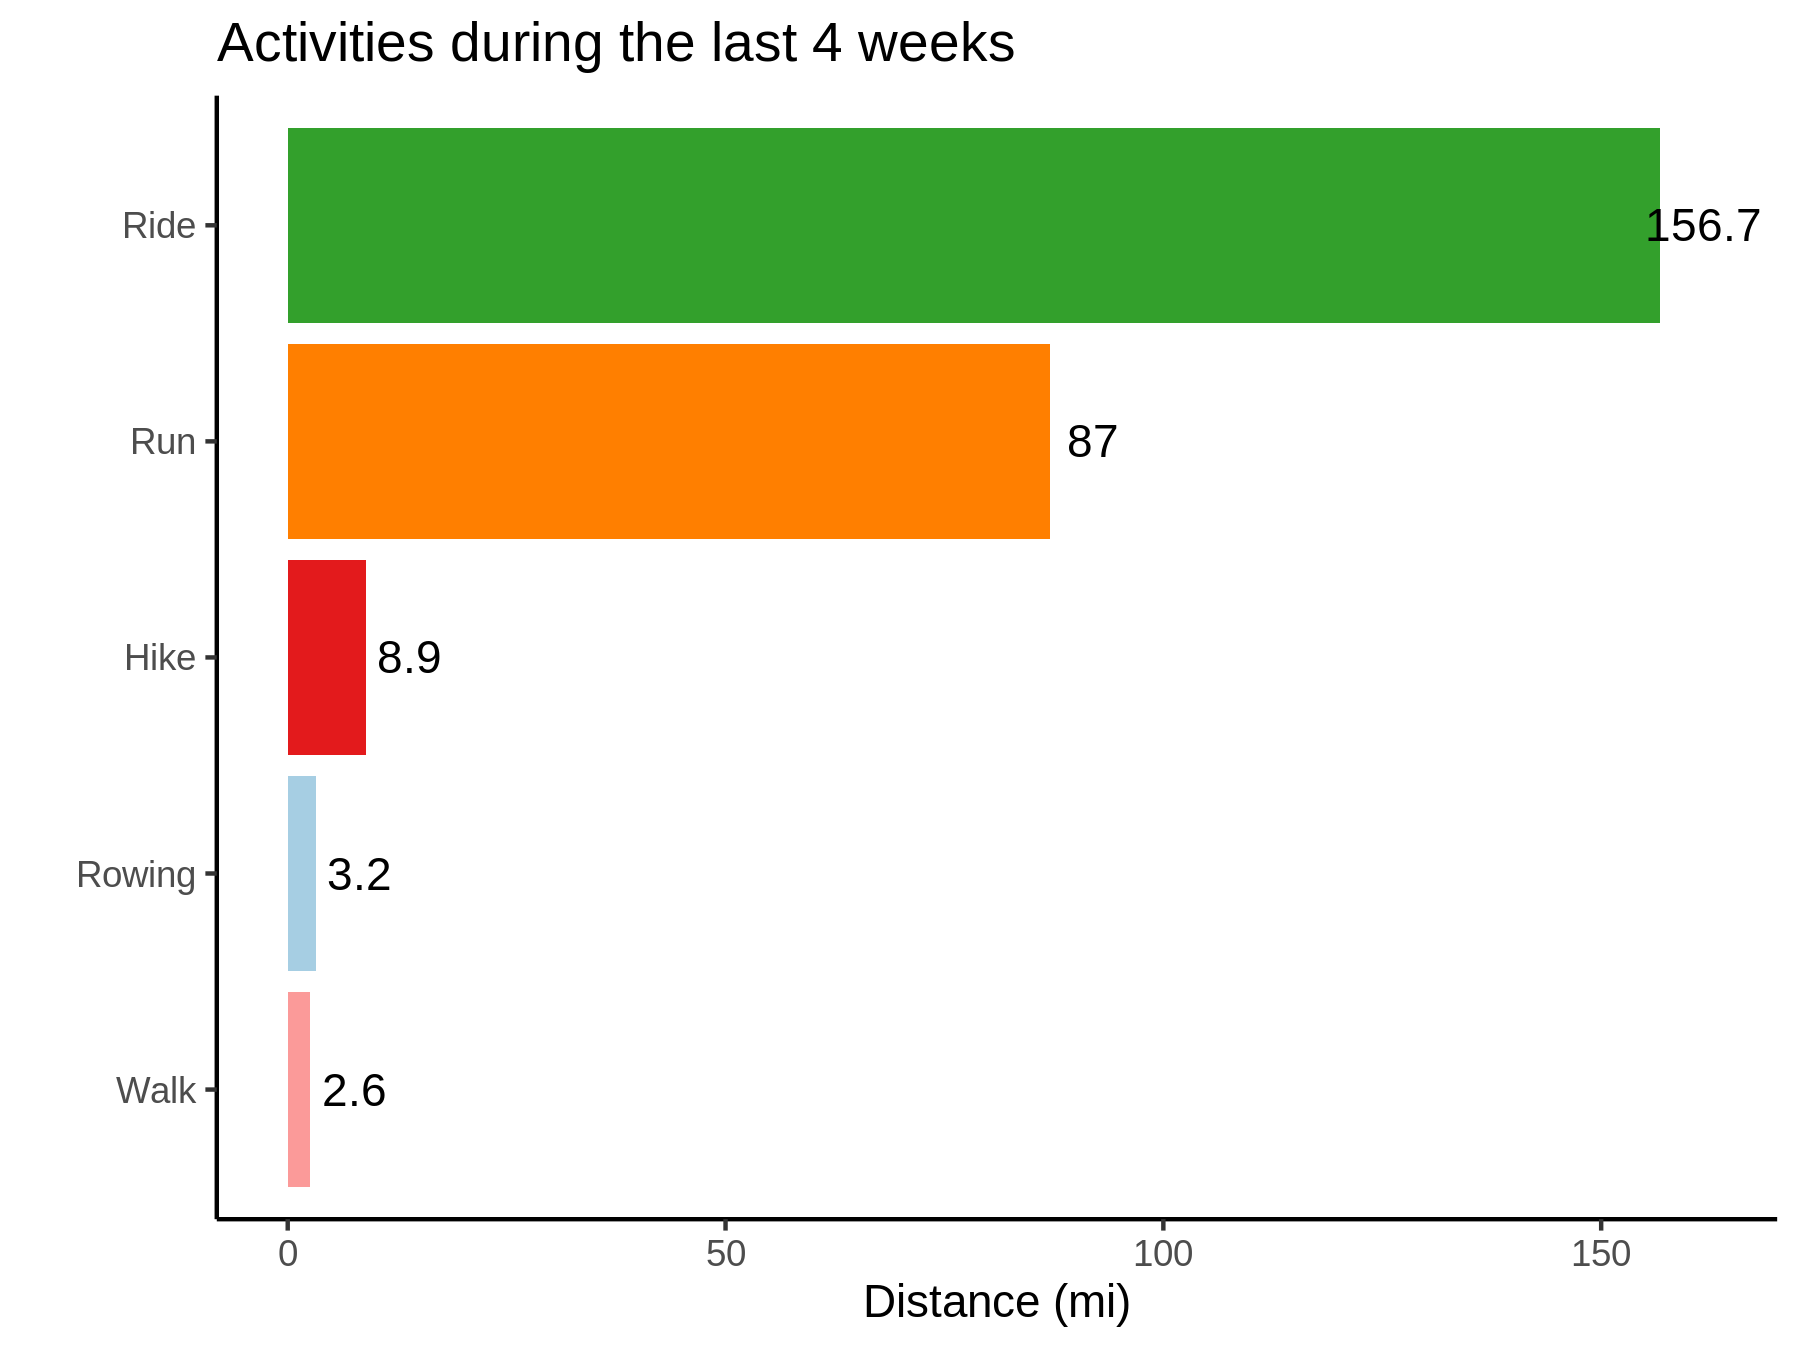 Activities during the last 4 weeks
Ride
156.7
Run
87
Hike
8.9
Rowing
3.2
Walk
2.6
0 50 100 150
Distance (mi)